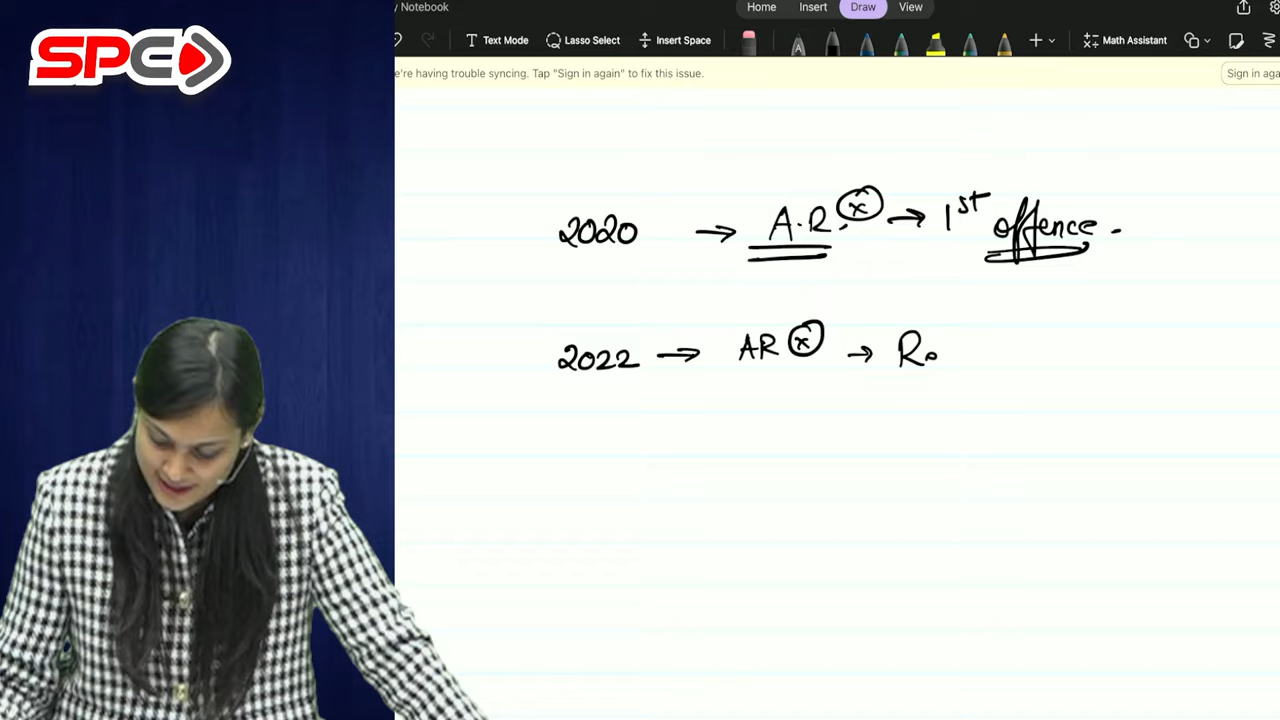 SPC
y Notebook
Home Insert Draw View
Text Mode Lasso Select Insert Space Math Assistant
e're having trouble syncing. Tap "Sign in again" to fix this issue. Sign in aga
2020 → A.R. ⓧ → 1st offence.
2022 → AR ⓧ → Re